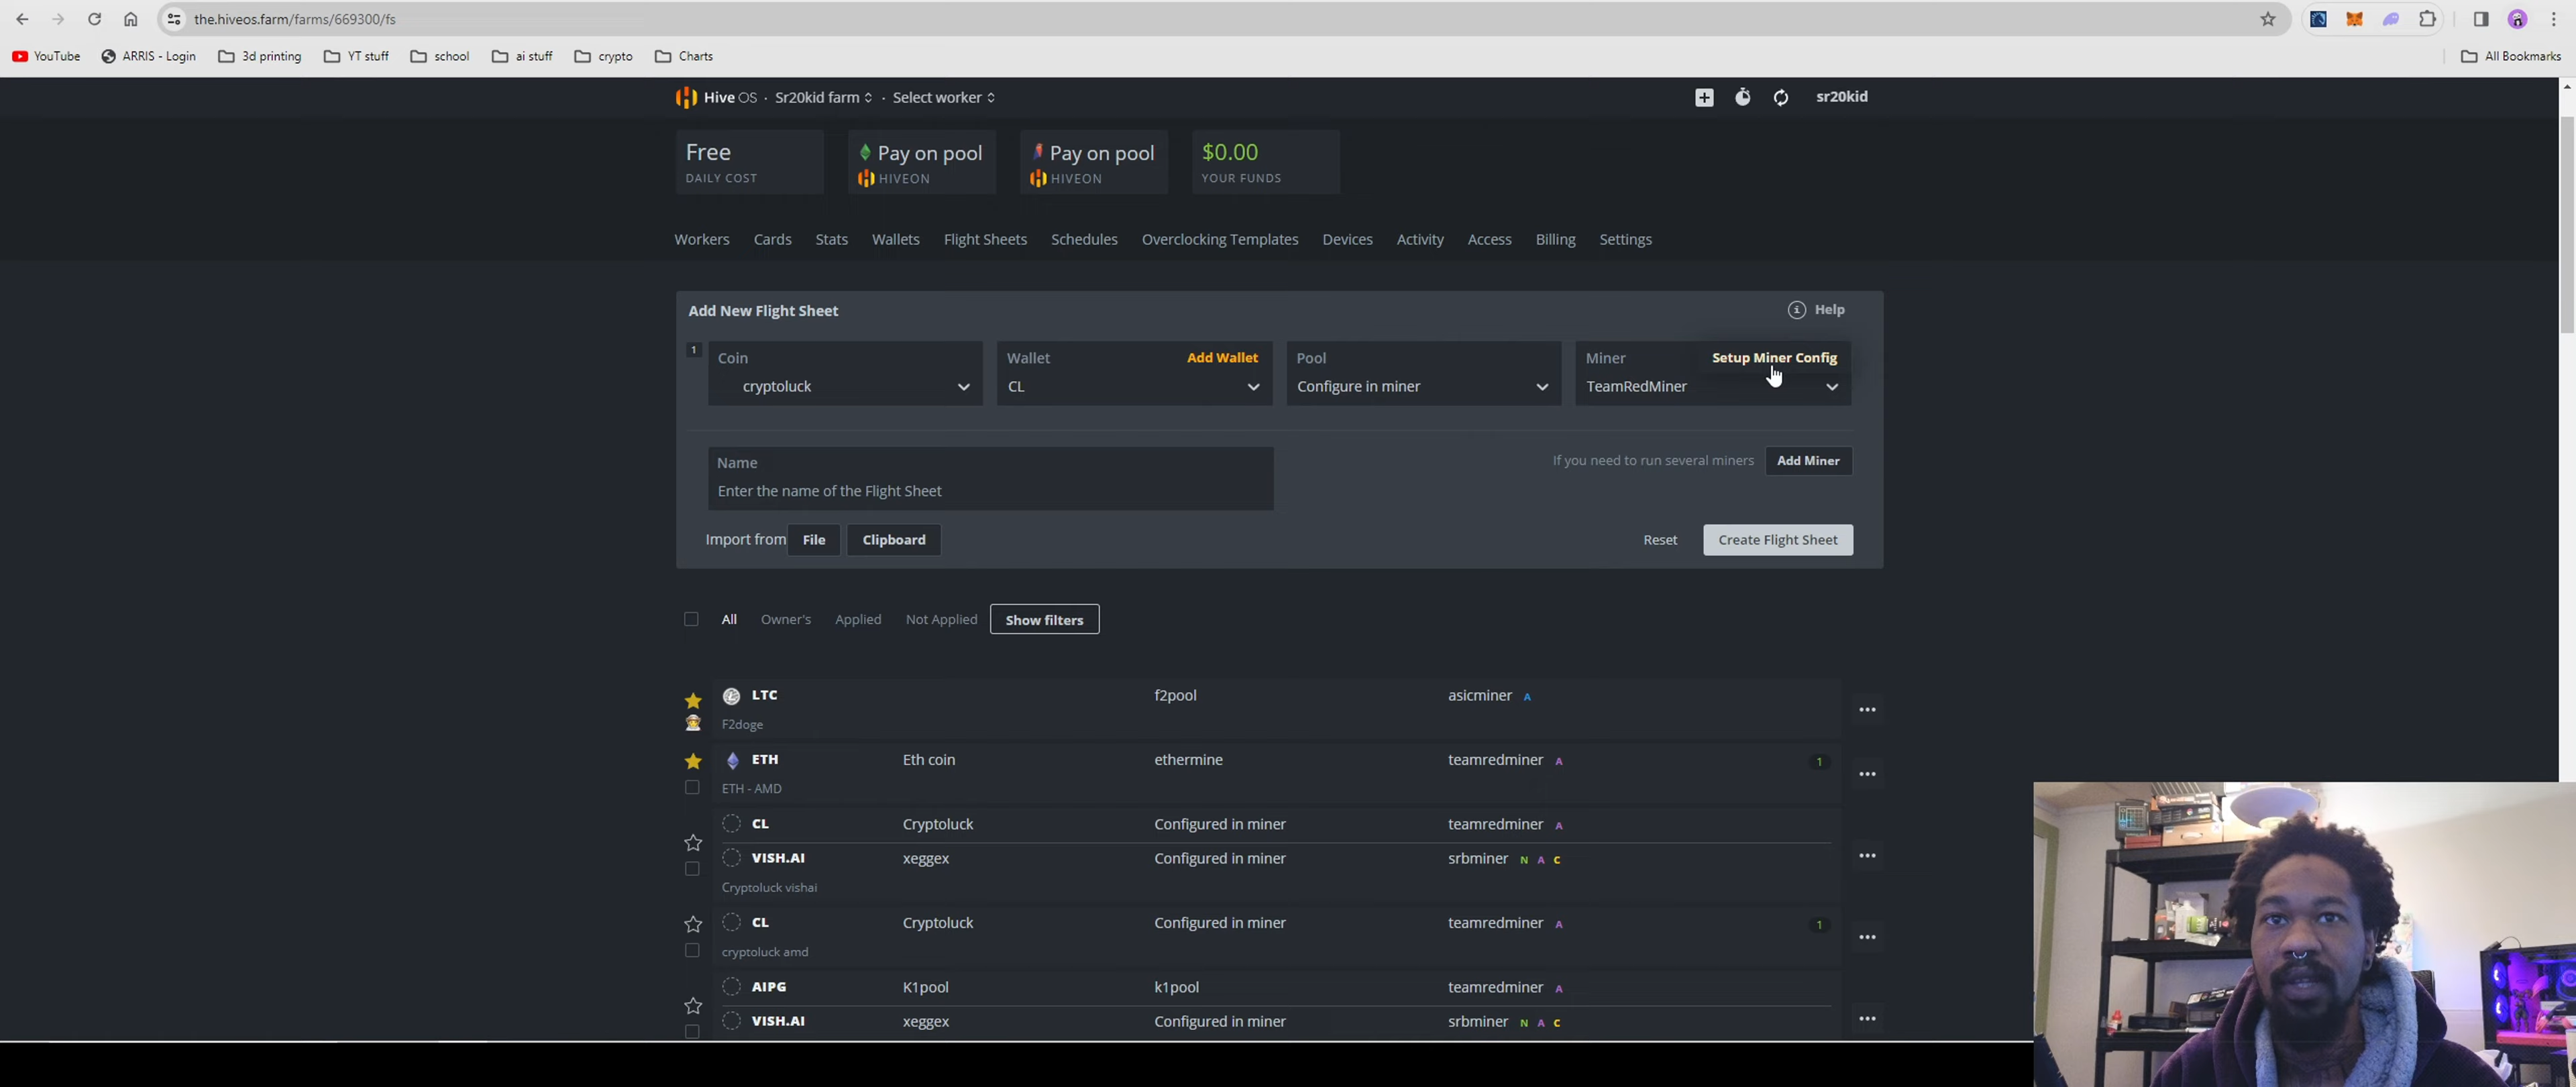 the.hiveos.farm/farms/669300/fs
YouTube ARRIS - Login 3d printing YT stuff school ai stuff crypto Charts All Bookmarks
Hive OS · Sr20kid farm · Select worker sr20kid
Free Pay on pool Pay on pool $0.00
DAILY COST HIVEON HIVEON YOUR FUNDS
Workers Cards Stats Wallets Flight Sheets Schedules Overclocking Templates Devices Activity Access Billing Settings
Add New Flight Sheet Help
1 Coin Wallet Add Wallet Pool Miner Setup Miner Config
cryptoluck CL Configure in miner TeamRedMiner
Name If you need to run several miners Add Miner
Enter the name of the Flight Sheet
Import from File Clipboard Reset Create Flight Sheet
All Owner's Applied Not Applied Show filters
LTC f2pool asicminer A
F2doge
ETH Eth coin ethermine teamredminer A 1
ETH - AMD
CL Cryptoluck Configured in miner teamredminer A
VISH.AI xeggex Configured in miner srbminer N A C
Cryptoluck vishai
CL Cryptoluck Configured in miner teamredminer A 1
cryptoluck amd
AIPG K1pool k1pool teamredminer A
VISH.AI xeggex Configured in miner srbminer N A C